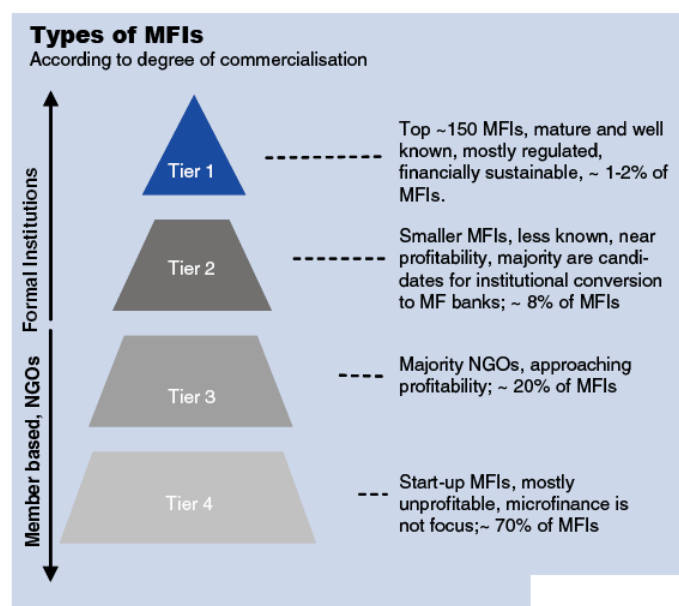 Types of MFIs
According to degree of commercialisation
Formal Institutions
Member based, NGOs
Tier 1
Top ~150 MFIs, mature and well
known, mostly regulated,
financially sustainable, ~ 1-2% of
MFIs.
Tier 2
Smaller MFIs, less known, near
profitability, majority are candi-
dates for institutional conversion
to MF banks; ~ 8% of MFIs
Tier 3
Majority NGOs, approaching
profitability; ~ 20% of MFIs
Tier 4
Start-up MFIs, mostly
unprofitable, microfinance is
not focus;~ 70% of MFIs